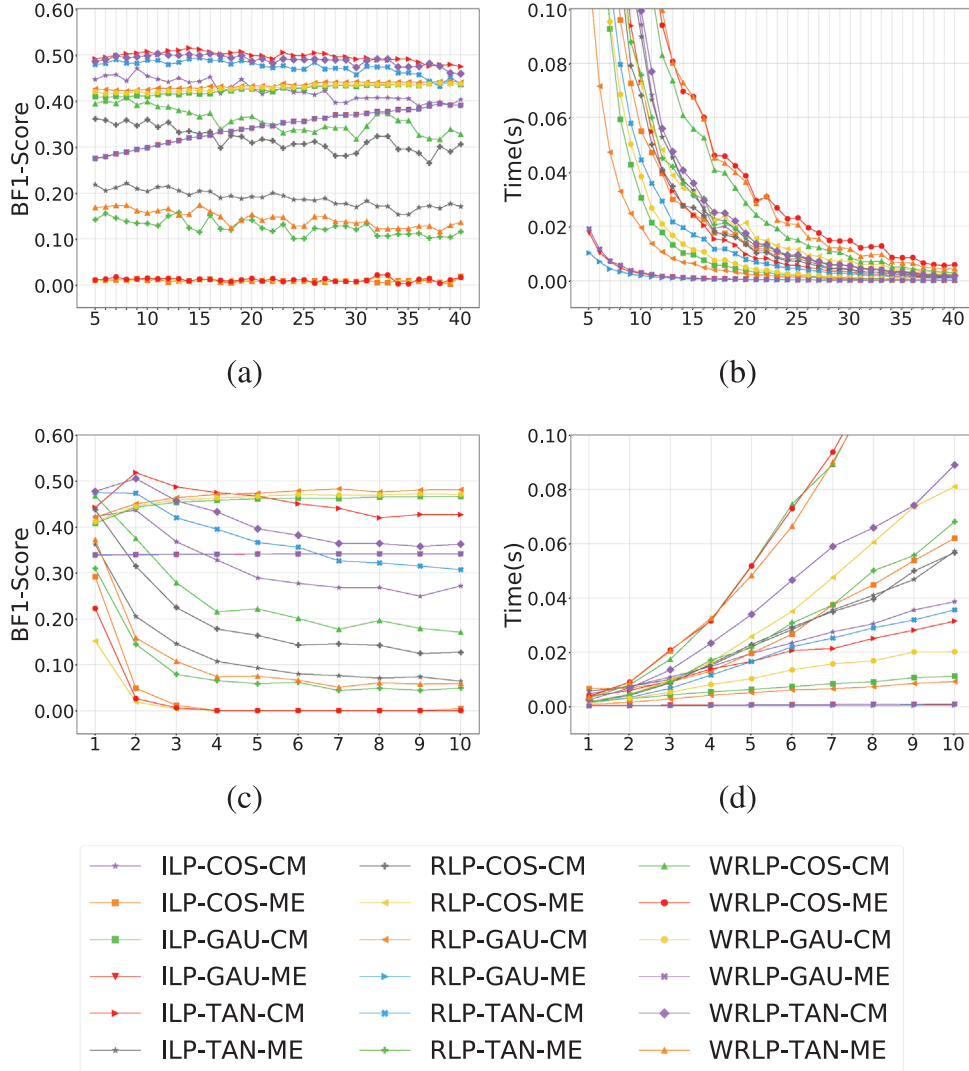 0.60
0.50
0.40
0.30
0.20
0.10
0.00
BF1-Score
5 10 15 20 25 30 35 40
(a)
0.10
0.08
0.06
0.04
0.02
0.00
Time(s)
5 10 15 20 25 30 35 40
(b)
0.60
0.50
0.40
0.30
0.20
0.10
0.00
BF1-Score
1 2 3 4 5 6 7 8 9 10
(c)
0.10
0.08
0.06
0.04
0.02
0.00
Time(s)
1 2 3 4 5 6 7 8 9 10
(d)
ILP-COS-CM RLP-COS-CM WRLP-COS-CM
ILP-COS-ME RLP-COS-ME WRLP-COS-ME
ILP-GAU-CM RLP-GAU-CM WRLP-GAU-CM
ILP-GAU-ME RLP-GAU-ME WRLP-GAU-ME
ILP-TAN-CM RLP-TAN-CM WRLP-TAN-CM
ILP-TAN-ME RLP-TAN-ME WRLP-TAN-ME